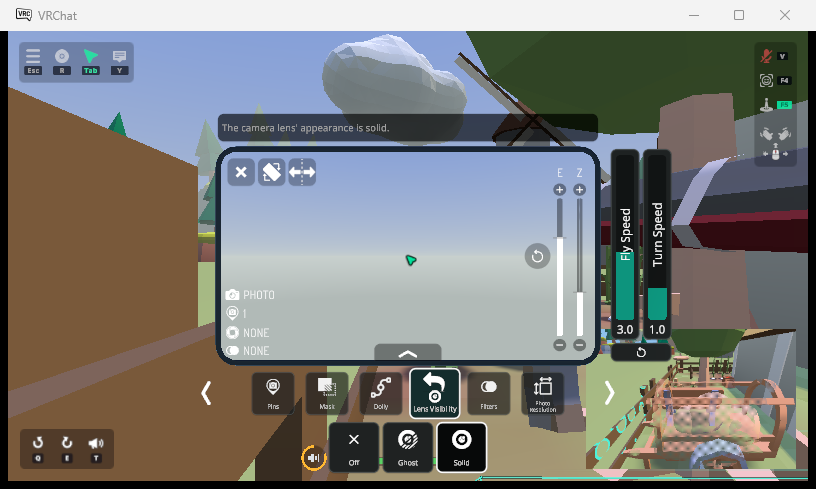 VRC VRChat
Esc R Tab Y
V
F4
F5
The camera lens' appearance is solid.
E Z
PHOTO
1
NONE
NONE
Fly Speed
Turn Speed
3.0 1.0
Pins Mask Dolly Lens Visibility Filters Photo Resolution
Off Ghost Solid
Q E T